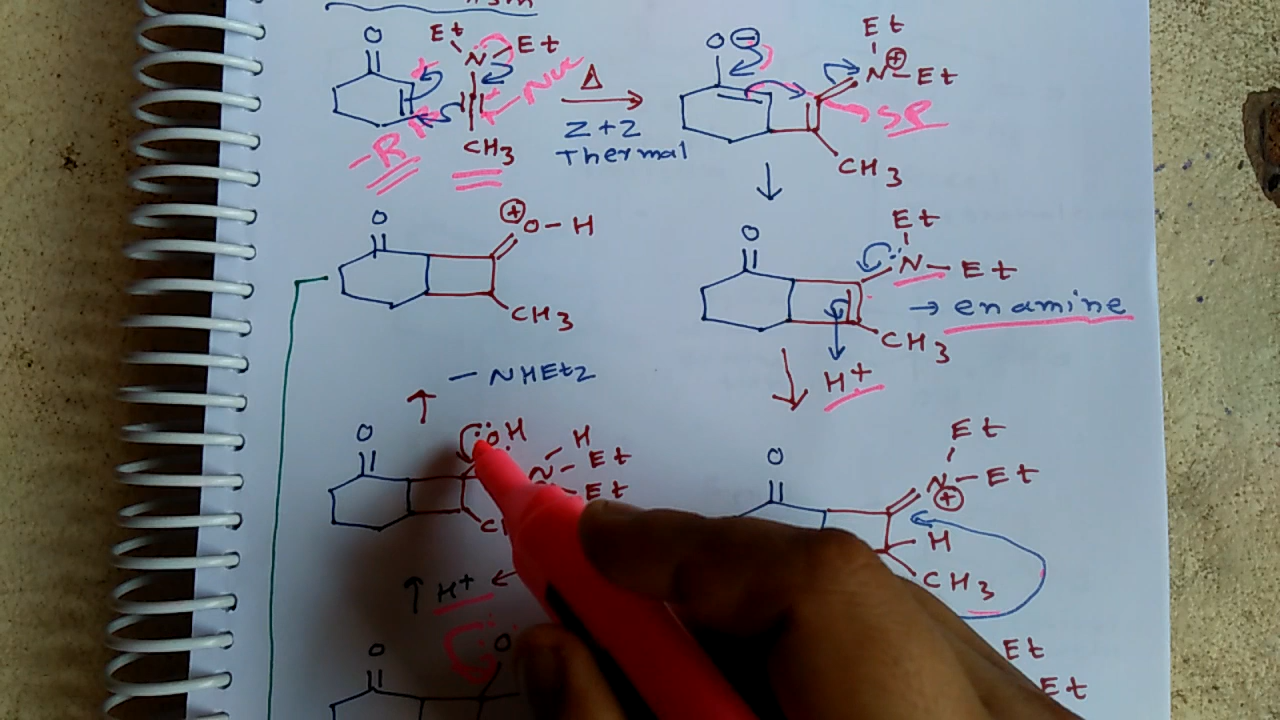 O Et N Et
-R Nu
CH3
Δ
2+2
Thermal
O ⊖ Et
N ⊕ Et
SP
CH3
O ⊕ O-H
CH3
O Et
N-Et
→ enamine
CH3
H+
- NHEt2
O OH H
N-Et
Et
O Et
N-Et
⊕
H
CH3
↑ H+ ←
O O
Et
Et